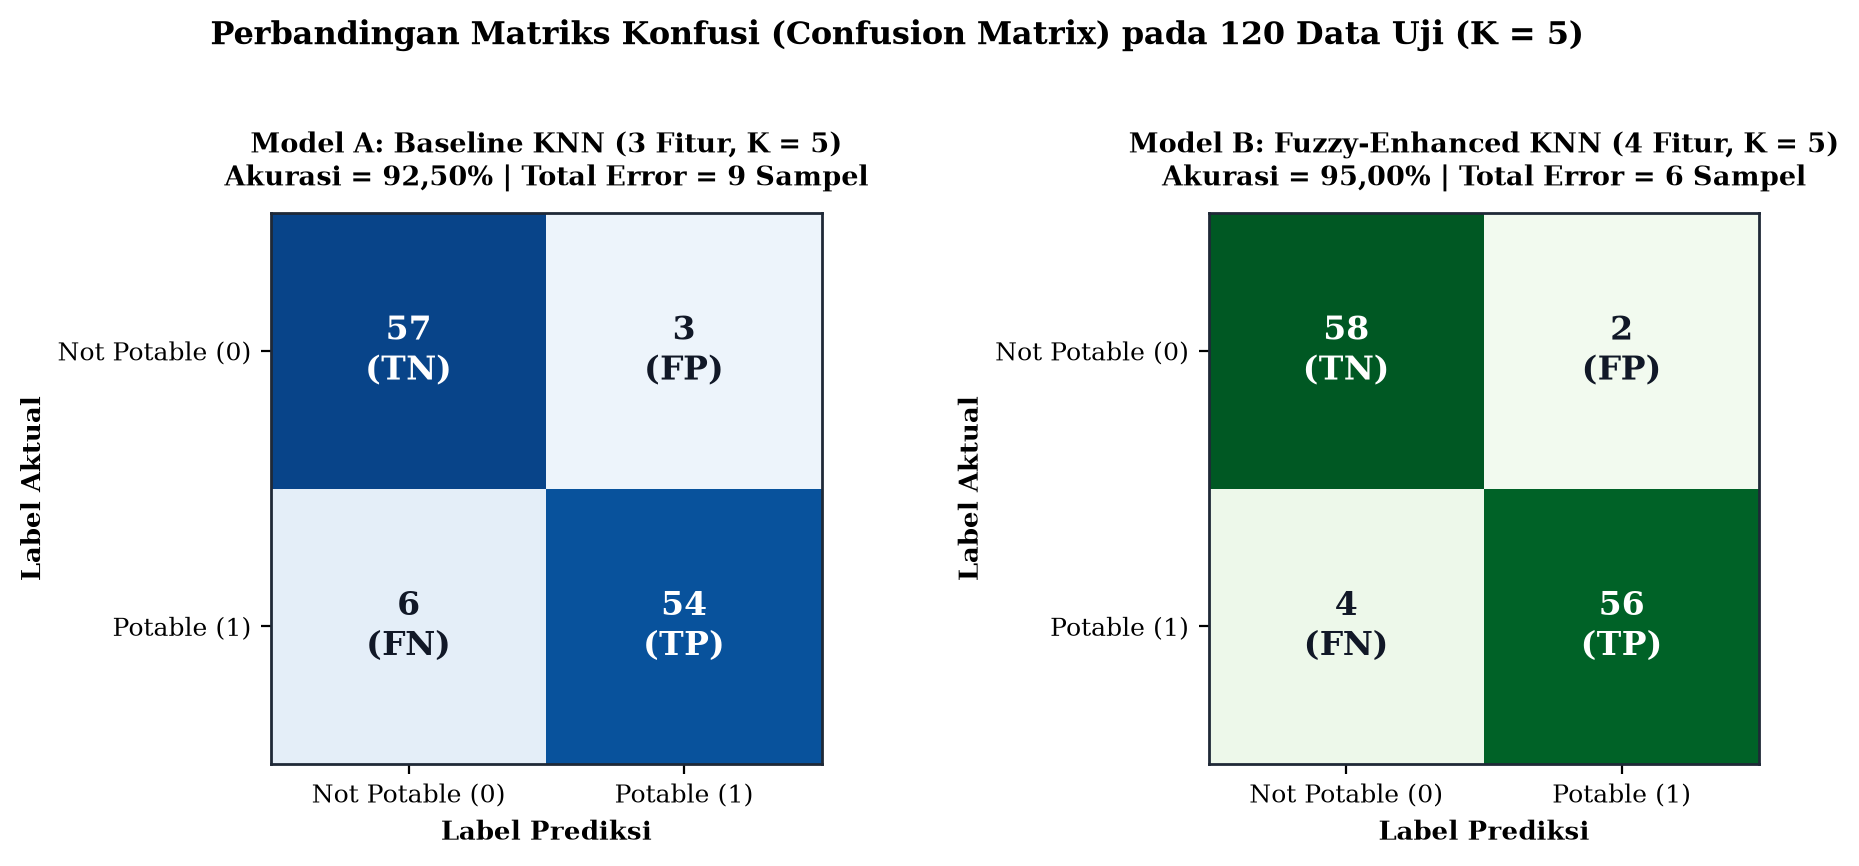 Perbandingan Matriks Konfusi (Confusion Matrix) pada 120 Data Uji (K = 5)
Model A: Baseline KNN (3 Fitur, K = 5)
Akurasi = 92,50% | Total Error = 9 Sampel
Label Aktual
Not Potable (0)
57
(TN)
3
(FP)
Potable (1)
6
(FN)
54
(TP)
Not Potable (0)
Potable (1)
Label Prediksi
Model B: Fuzzy-Enhanced KNN (4 Fitur, K = 5)
Akurasi = 95,00% | Total Error = 6 Sampel
Label Aktual
Not Potable (0)
58
(TN)
2
(FP)
Potable (1)
4
(FN)
56
(TP)
Not Potable (0)
Potable (1)
Label Prediksi